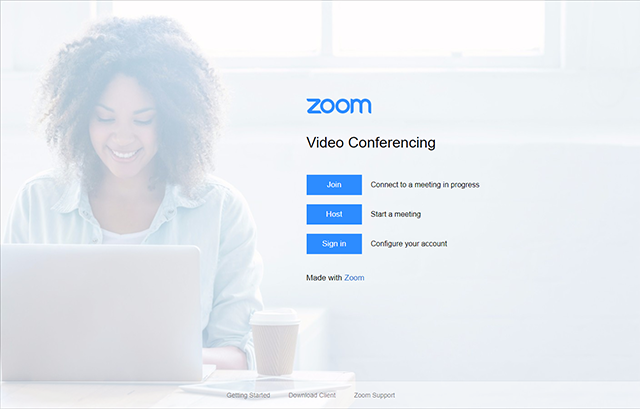 zoom
Video Conferencing
Join Connect to a meeting in progress
Host Start a meeting
Sign in Configure your account
Made with Zoom
Getting Started Download Client Zoom Support